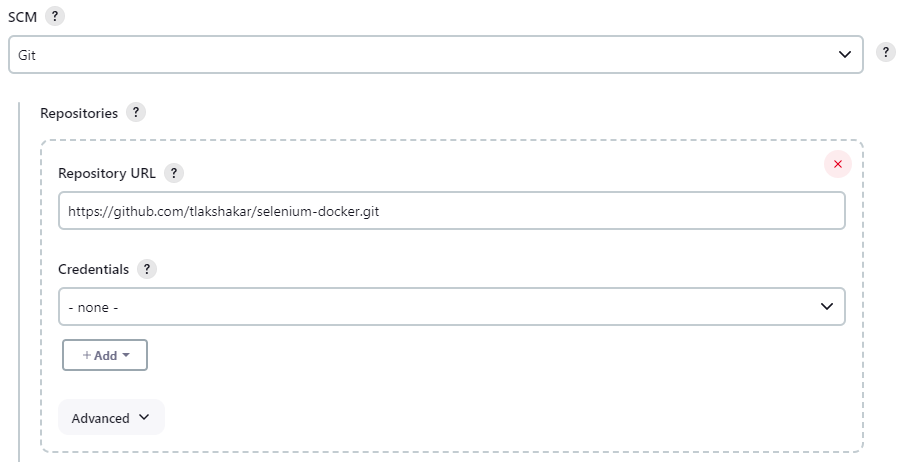 SCM ?
Git
?
Repositories ?
Repository URL ?
https://github.com/tlakshakar/selenium-docker.git
Credentials ?
- none -
+ Add
Advanced